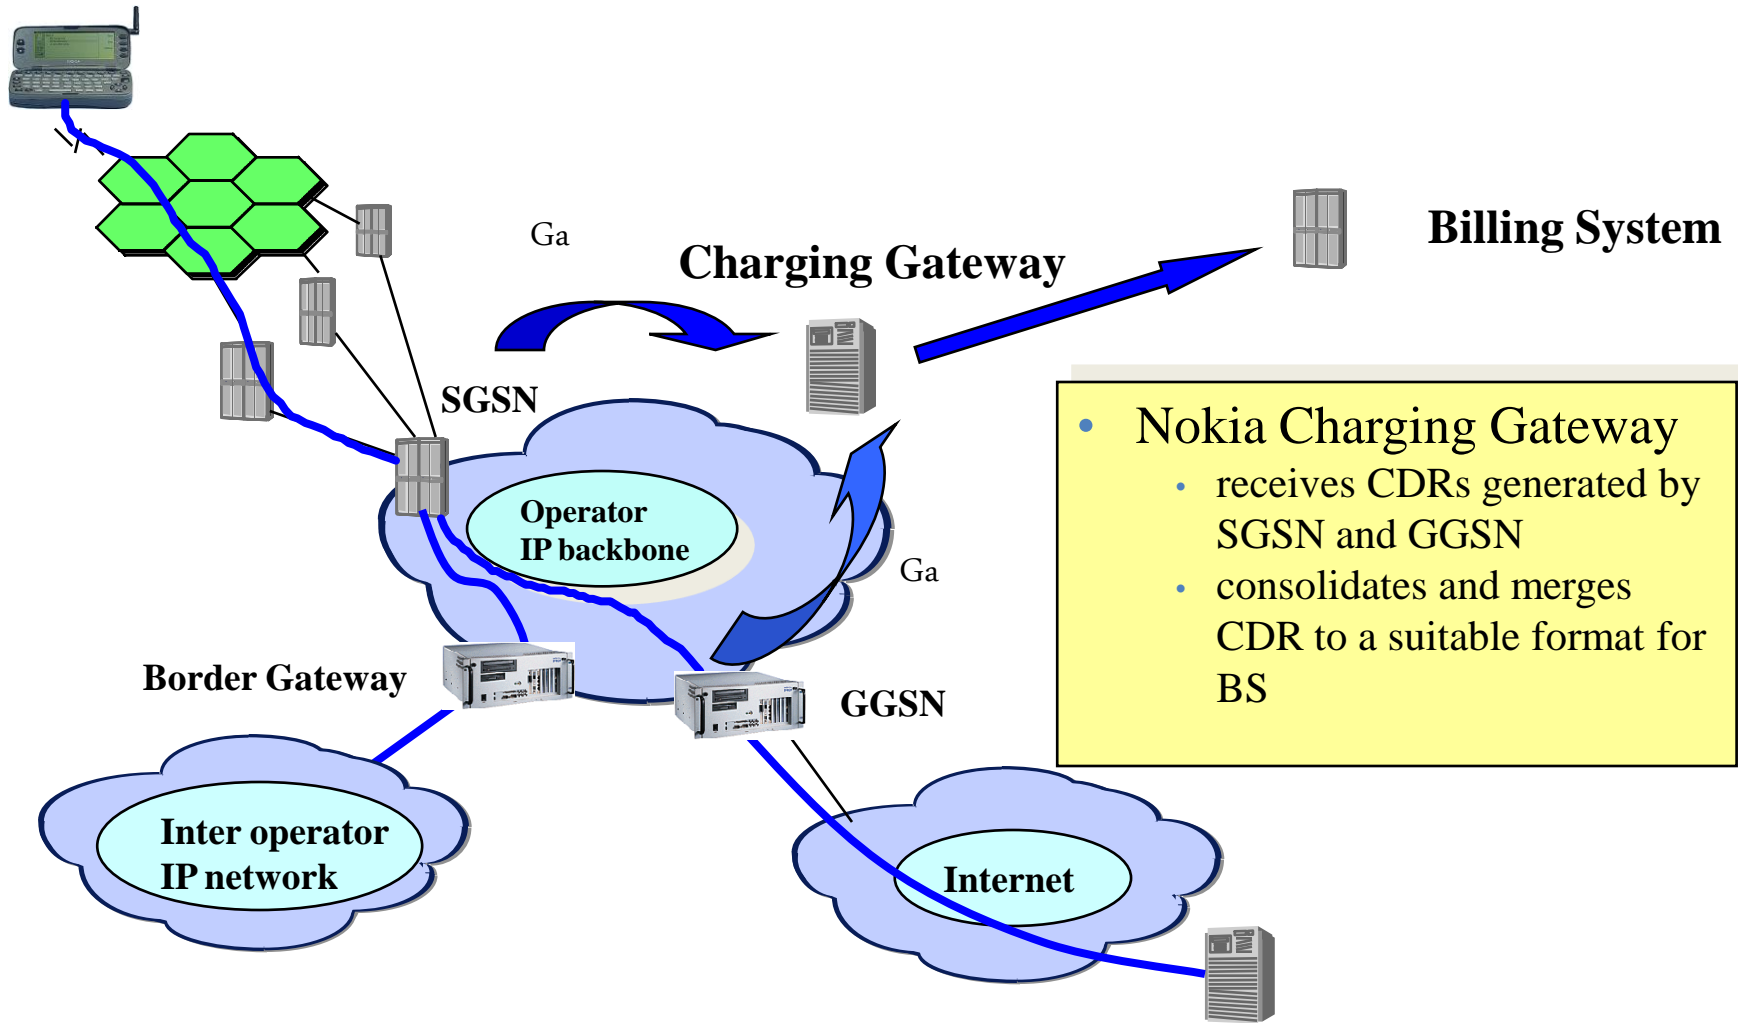 Ga
Charging Gateway
Billing System
SGSN
Operator
IP backbone
Ga
Border Gateway
GGSN
Inter operator
IP network
Internet
• Nokia Charging Gateway
• receives CDRs generated by
SGSN and GGSN
• consolidates and merges
CDR to a suitable format for
BS